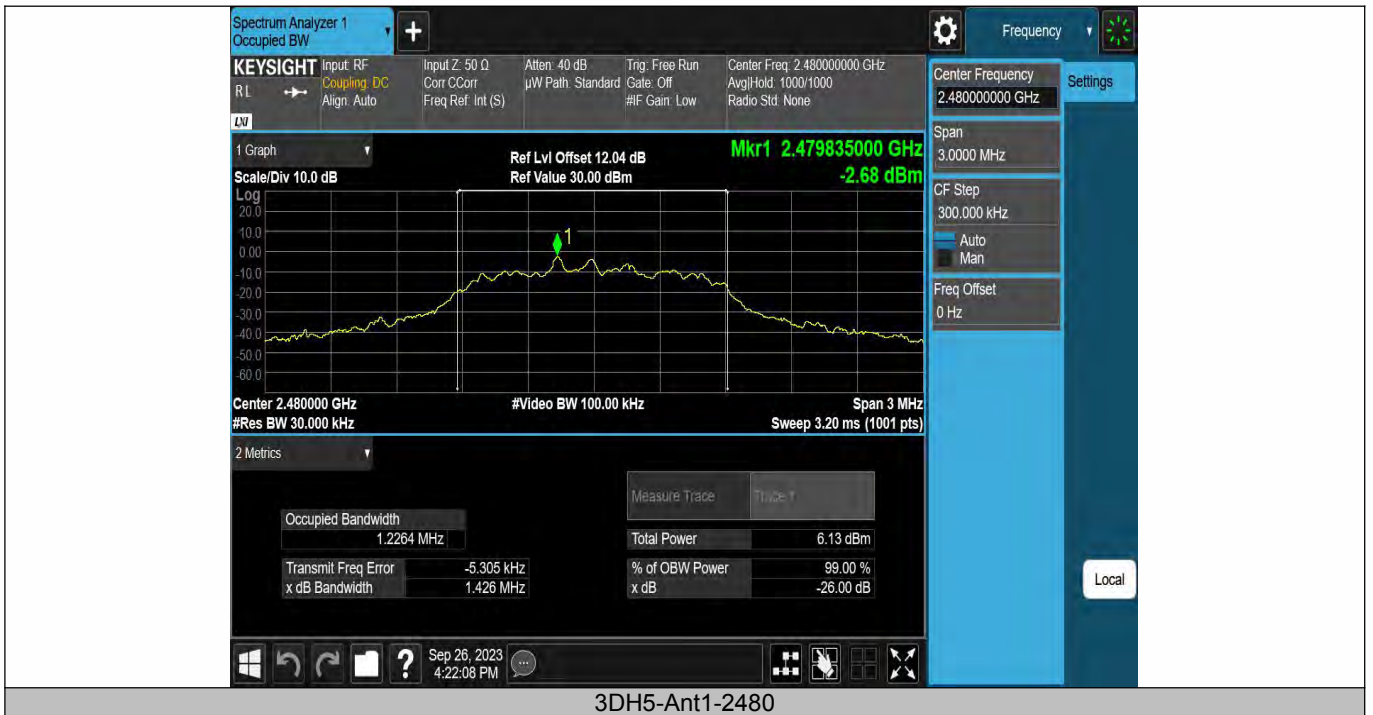 Spectrum Analyzer 1
Occupied BW
+
Frequency
KEYSIGHT
RL
LXI
Input: RF
Coupling: DC
Align: Auto
Input Z: 50 Ω
Corr CCorr
Freq Ref: Int (S)
Atten: 40 dB
µW Path: Standard
Trig: Free Run
Gate: Off
#IF Gain: Low
Center Freq: 2.480000000 GHz
Avg|Hold: 1000/1000
Radio Std: None
Center Frequency
2.480000000 GHz
Settings
Span
3.0000 MHz
CF Step
300.000 kHz
Auto
Man
Freq Offset
0 Hz
Local
1 Graph
Scale/Div 10.0 dB
Ref Lvl Offset 12.04 dB
Ref Value 30.00 dBm
Mkr1 2.479835000 GHz
-2.68 dBm
Log
20.0
10.0
0.00
-10.0
-20.0
-30.0
-40.0
-50.0
-60.0
1
Center 2.480000 GHz
#Video BW 100.00 kHz
Span 3 MHz
#Res BW 30.000 kHz
Sweep 3.20 ms (1001 pts)
2 Metrics
Measure Trace
Trace 1
Occupied Bandwidth
1.2264 MHz
Total Power
6.13 dBm
Transmit Freq Error
-5.305 kHz
% of OBW Power
99.00 %
x dB Bandwidth
1.426 MHz
x dB
-26.00 dB
?
Sep 26, 2023
4:22:08 PM
3DH5-Ant1-2480